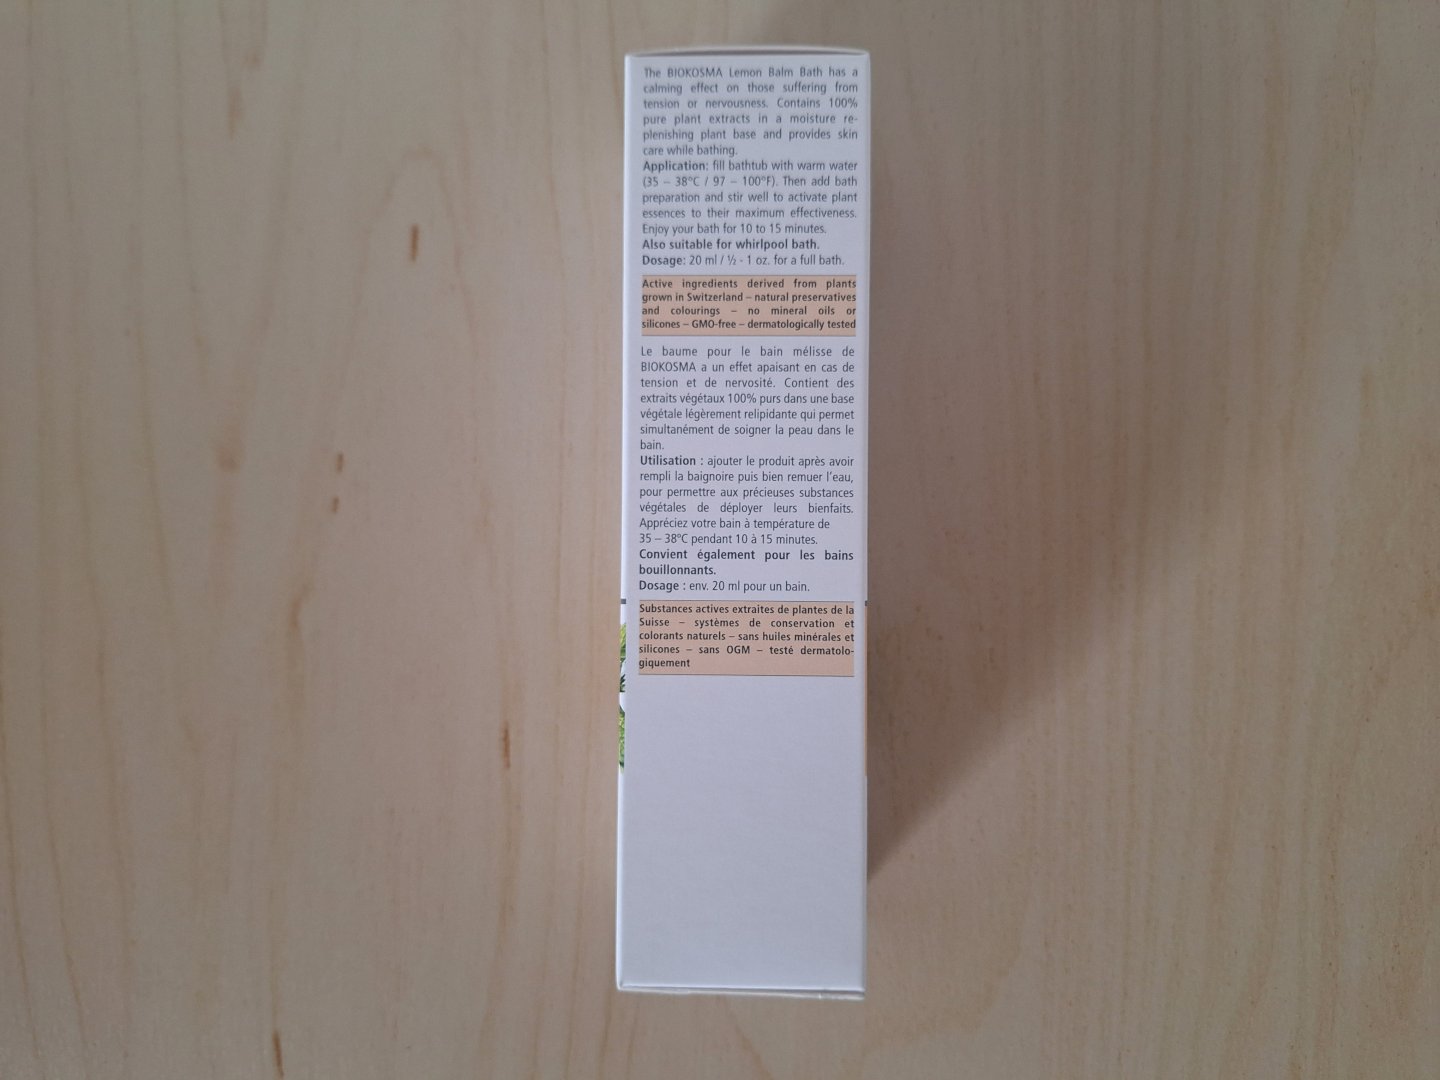 The BIOKOSMA Lemon Balm Bath has a
calming effect on those suffering from
tension or nervousness. Contains 100%
pure plant extracts in a moisture re-
plenishing plant base and provides skin
care while bathing.
Application: fill bathtub with warm water
(35 – 38°C / 97 – 100°F). Then add bath
preparation and stir well to activate plant
essences to their maximum effectiveness.
Enjoy your bath for 10 to 15 minutes.
Also suitable for whirlpool bath.
Dosage: 20 ml / ½ - 1 oz. for a full bath.
Active ingredients derived from plants
grown in Switzerland – natural preservatives
and colourings – no mineral oils or
silicones – GMO-free – dermatologically tested
Le baume pour le bain mélisse de
BIOKOSMA a un effet apaisant en cas de
tension et de nervosité. Contient des
extraits végétaux 100% purs dans une base
végétale légèrement relipidante qui permet
simultanément de soigner la peau dans le
bain.
Utilisation : ajouter le produit après avoir
rempli la baignoire puis bien remuer l'eau,
pour permettre aux précieuses substances
végétales de déployer leurs bienfaits.
Appréciez votre bain à température de
35 – 38°C pendant 10 à 15 minutes.
Convient également pour les bains
bouillonnants.
Dosage : env. 20 ml pour un bain.
Substances actives extraites de plantes de la
Suisse – systèmes de conservation et
colorants naturels – sans huiles minérales et
silicones – sans OGM – testé dermatolo-
giquement